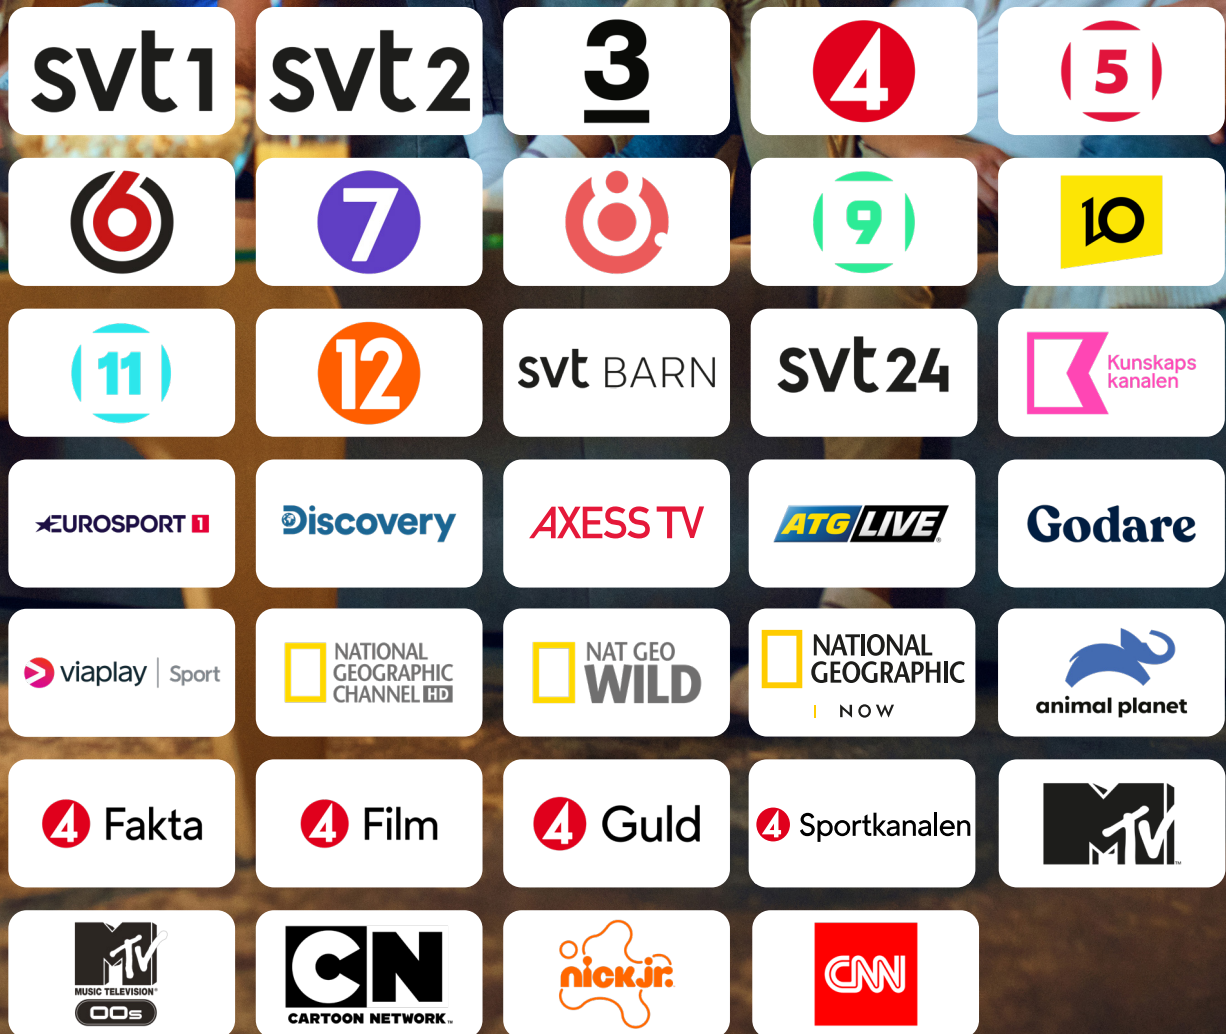 svt1
svt2
3
4
5
6
7
8
9
10
11
12
svt BARN
svt24
Kunskaps
kanalen
EUROSPORT 1
Discovery
AXESS TV
ATG LIVE
Godare
viaplay | Sport
NATIONAL
GEOGRAPHIC
CHANNEL HD
NAT GEO
WILD
NATIONAL
GEOGRAPHIC
NOW
animal planet
4 Fakta
4 Film
4 Guld
4 Sportkanalen
MTV
MTV
MUSIC TELEVISION
00s
CN
CARTOON NETWORK
nick jr.
CNN